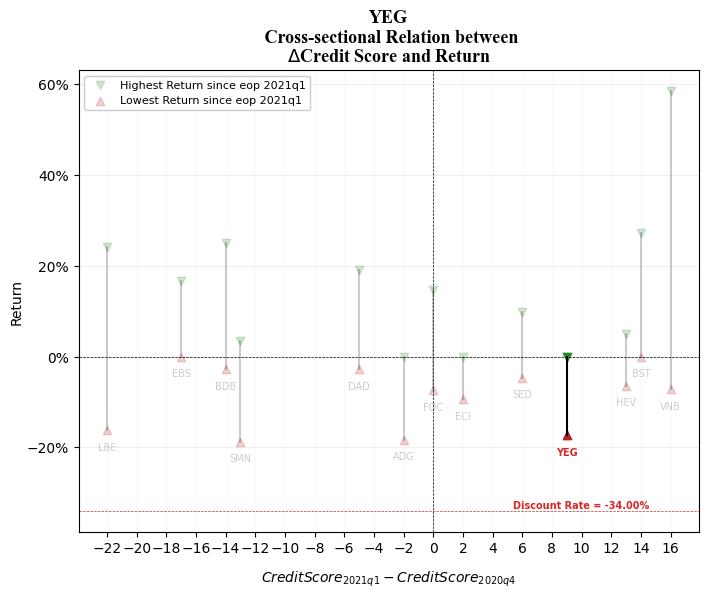 YEG
Cross-sectional Relation between
ΔCredit Score and Return
Highest Return since eop 2021q1
Lowest Return since eop 2021q1
60%
40%
20%
0%
−20%
Return
LBE
EBS
BDB
SMN
DAD
ADG
FOC
ECI
SED
YEG
HEV
BST
VNB
Discount Rate = -34.00%
−22 −20 −18 −16 −14 −12 −10 −8 −6 −4 −2 0 2 4 6 8 10 12 14 16
CreditScore2021q1 − CreditScore2020q4